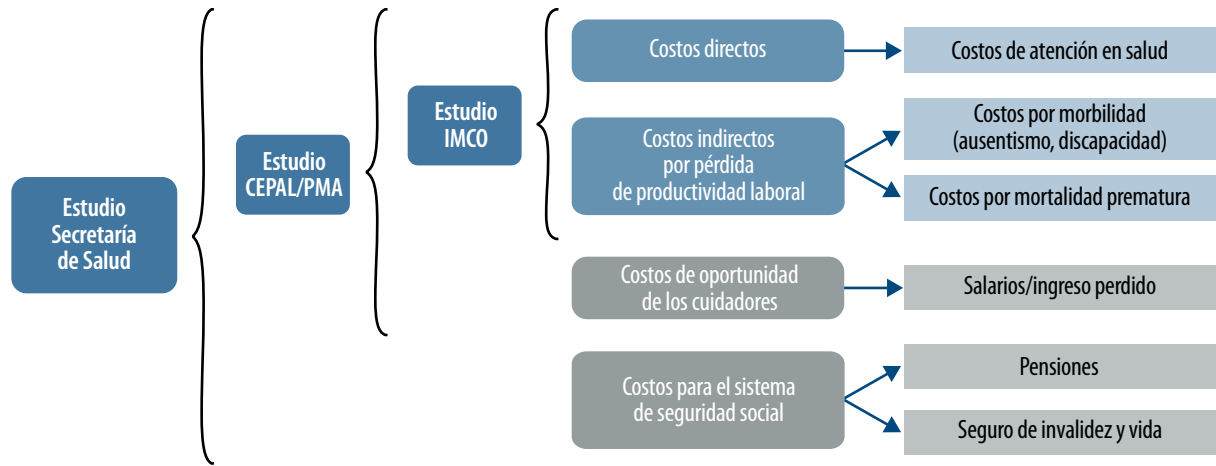 Estudio
Secretaría
de Salud
Estudio
CEPAL/PMA
Estudio
IMCO
Costos directos
Costos de atención en salud
Costos indirectos
por pérdida
de productividad laboral
Costos por morbilidad
(ausentismo, discapacidad)
Costos por mortalidad prematura
Costos de oportunidad
de los cuidadores
Salarios/ingreso perdido
Costos para el sistema
de seguridad social
Pensiones
Seguro de invalidez y vida